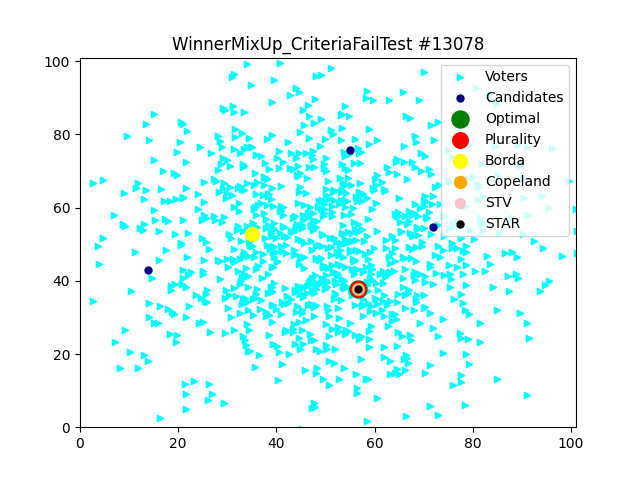 WinnerMixUp_CriteriaFailTest #13078
100
80
60
40
20
0
0 20 40 60 80 100
Voters
Candidates
Optimal
Plurality
Borda
Copeland
STV
STAR